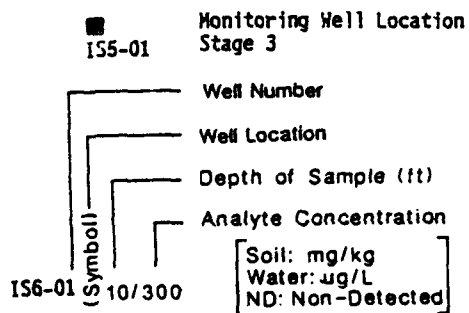 Monitoring Well Location
IS5-01 Stage 3
Well Number
Well Location
Depth of Sample (ft)
Analyte Concentration
Soil: mg/kg
Water: ug/L
ND: Non-Detected
IS6-01 (Symbol) 10/300